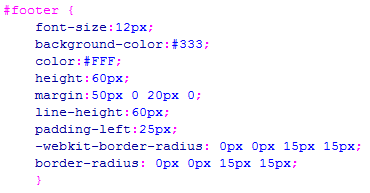 #footer {
font-size:12px;
background-color:#333;
color:#FFF;
height:60px;
margin:50px 0 20px 0;
line-height:60px;
padding-left:25px;
-webkit-border-radius: 0px 0px 15px 15px;
border-radius: 0px 0px 15px 15px;
}